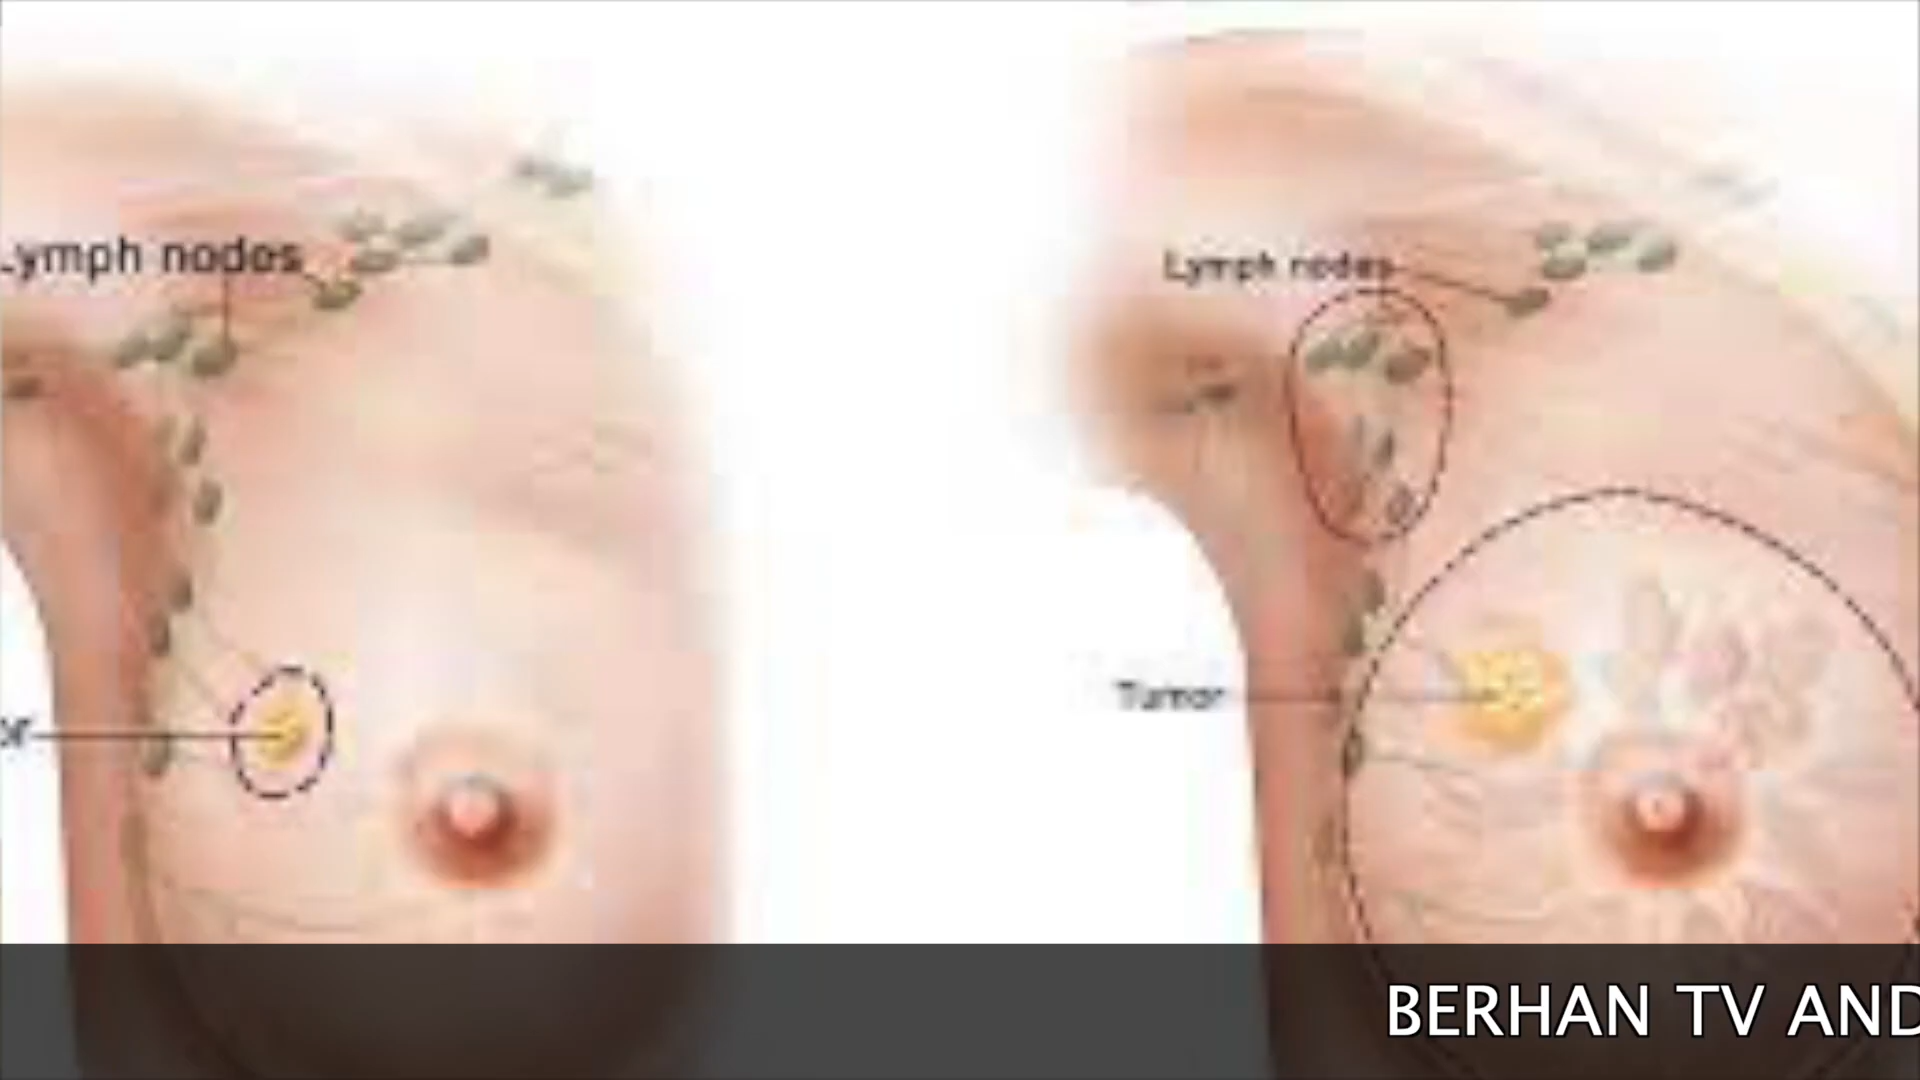 Lymph nodes
Lymph nodes
or
Tumor
BERHAN TV AND